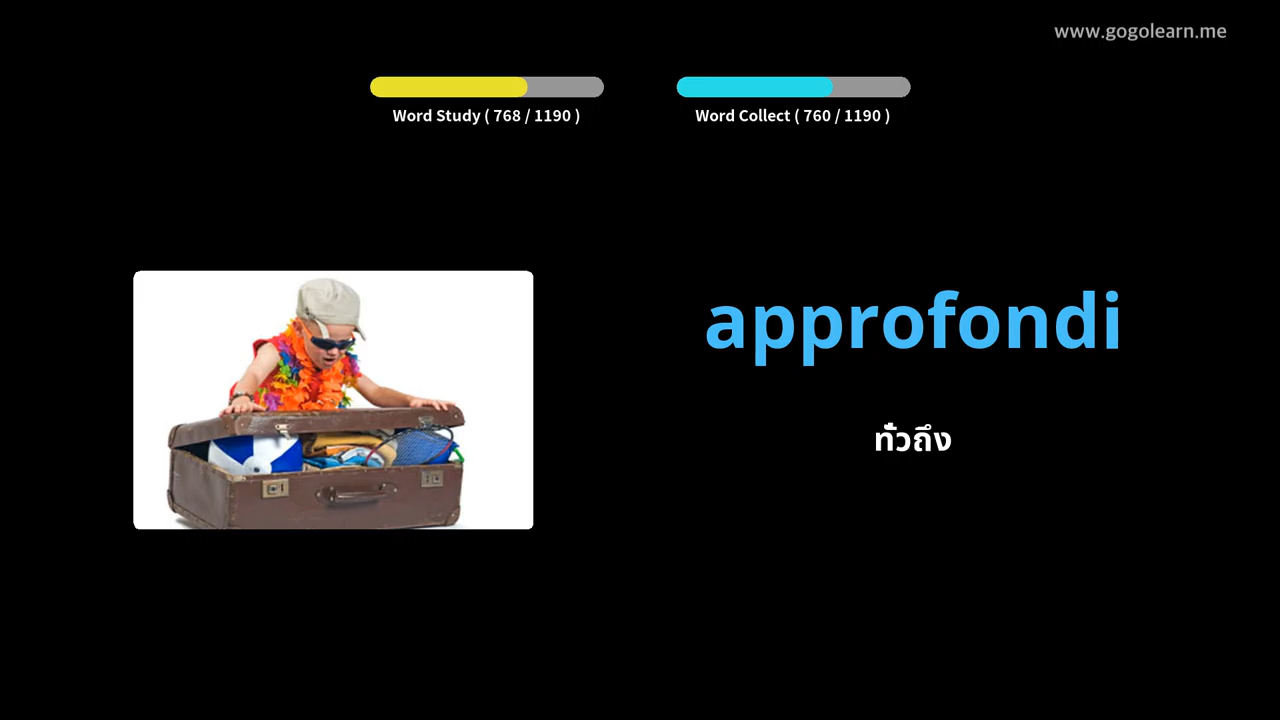 www.gogolearn.me
Word Study ( 768 / 1190 )
Word Collect ( 760 / 1190 )
approfondi
ทั่วถึง